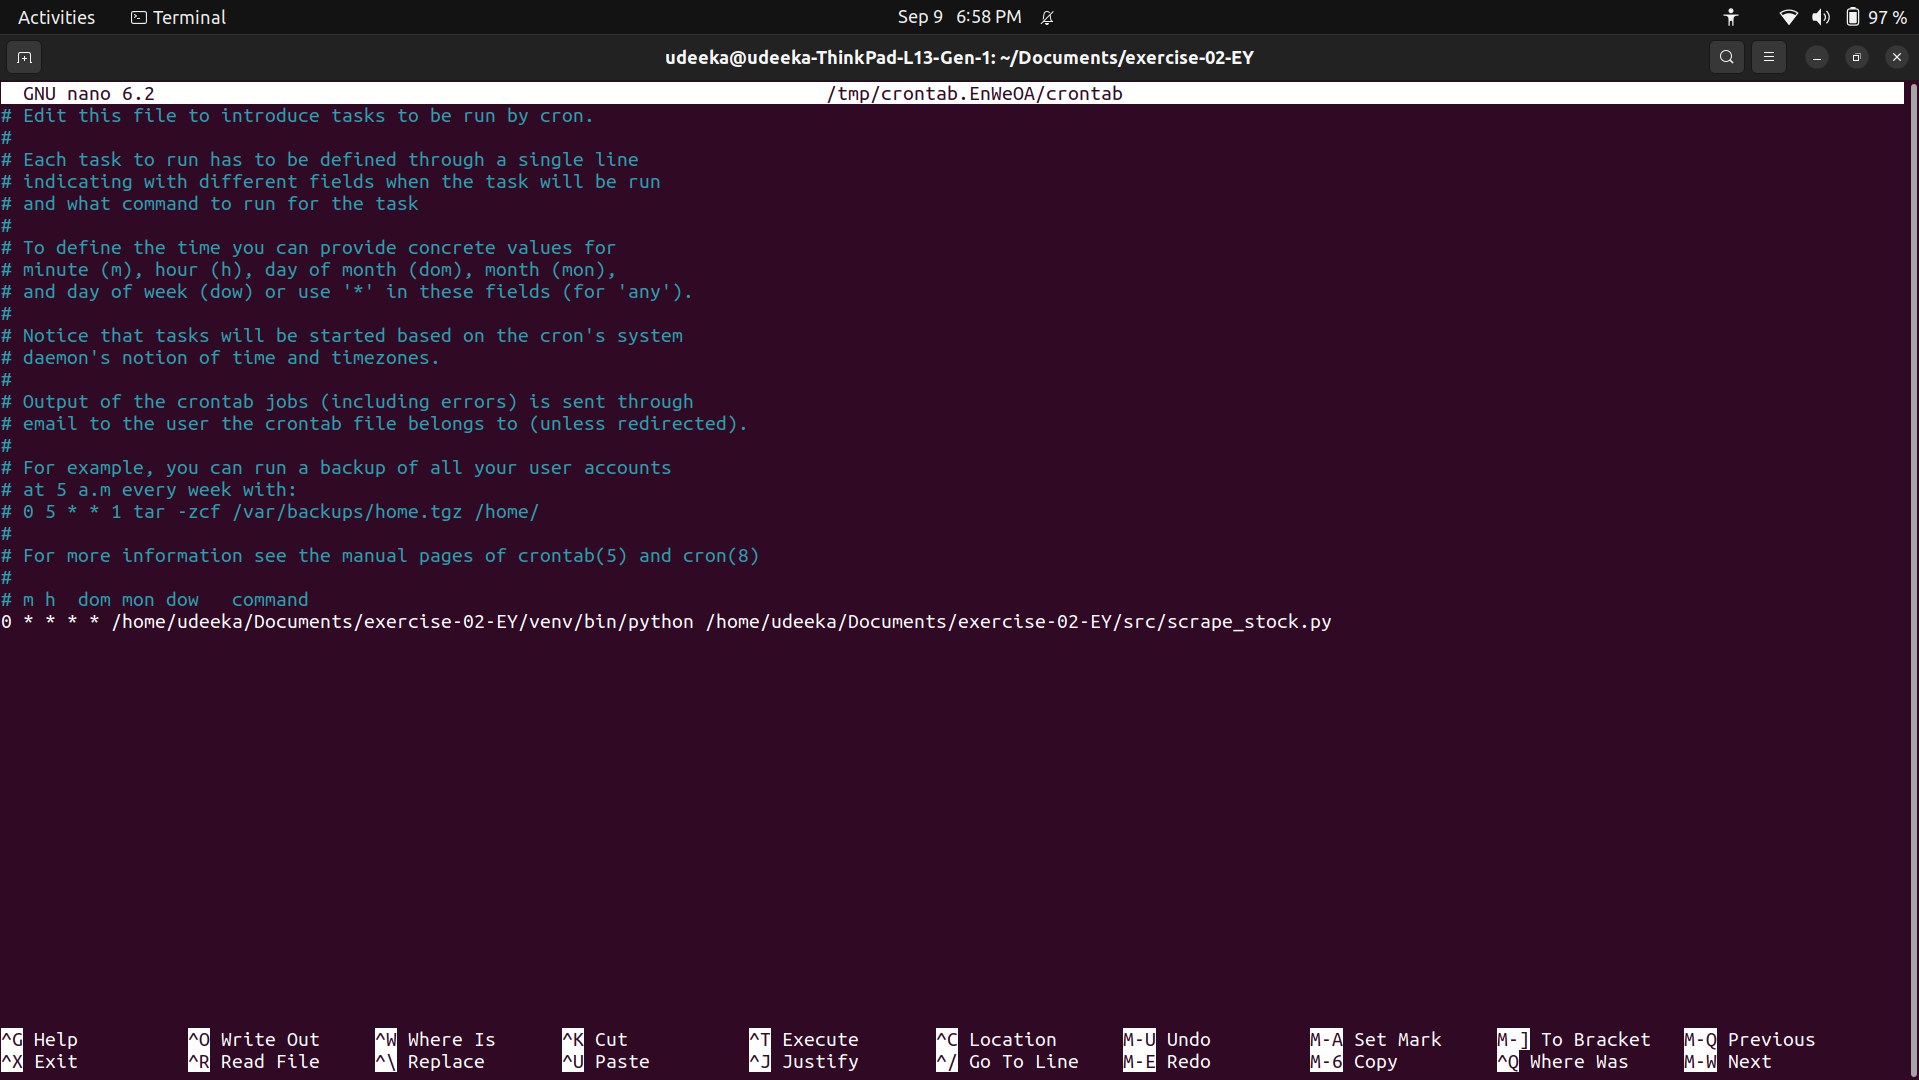 Activities Terminal Sep 9 6:58 PM 97 %
udeeka@udeeka-ThinkPad-L13-Gen-1: ~/Documents/exercise-02-EY
GNU nano 6.2 /tmp/crontab.EnWeOA/crontab
# Edit this file to introduce tasks to be run by cron.
#
# Each task to run has to be defined through a single line
# indicating with different fields when the task will be run
# and what command to run for the task
#
# To define the time you can provide concrete values for
# minute (m), hour (h), day of month (dom), month (mon),
# and day of week (dow) or use '*' in these fields (for 'any').
#
# Notice that tasks will be started based on the cron's system
# daemon's notion of time and timezones.
#
# Output of the crontab jobs (including errors) is sent through
# email to the user the crontab file belongs to (unless redirected).
#
# For example, you can run a backup of all your user accounts
# at 5 a.m every week with:
# 0 5 * * 1 tar -zcf /var/backups/home.tgz /home/
#
# For more information see the manual pages of crontab(5) and cron(8)
#
# m h  dom mon dow   command
0 * * * * /home/udeeka/Documents/exercise-02-EY/venv/bin/python /home/udeeka/Documents/exercise-02-EY/src/scrape_stock.py
^G Help ^O Write Out ^W Where Is ^K Cut ^T Execute ^C Location M-U Undo M-A Set Mark M-] To Bracket M-Q Previous
^X Exit ^R Read File ^\ Replace ^U Paste ^J Justify ^/ Go To Line M-E Redo M-6 Copy ^Q Where Was M-W Next